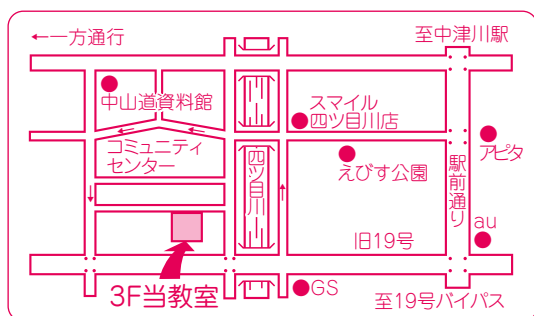 ←一方通行
至中津川駅
中山道資料館
スマイル
四ツ目川店
コミュニティ
センター
四ツ目川
えびす公園
アピタ
駅前通り
au
旧19号
3F当教室
GS
至19号バイパス